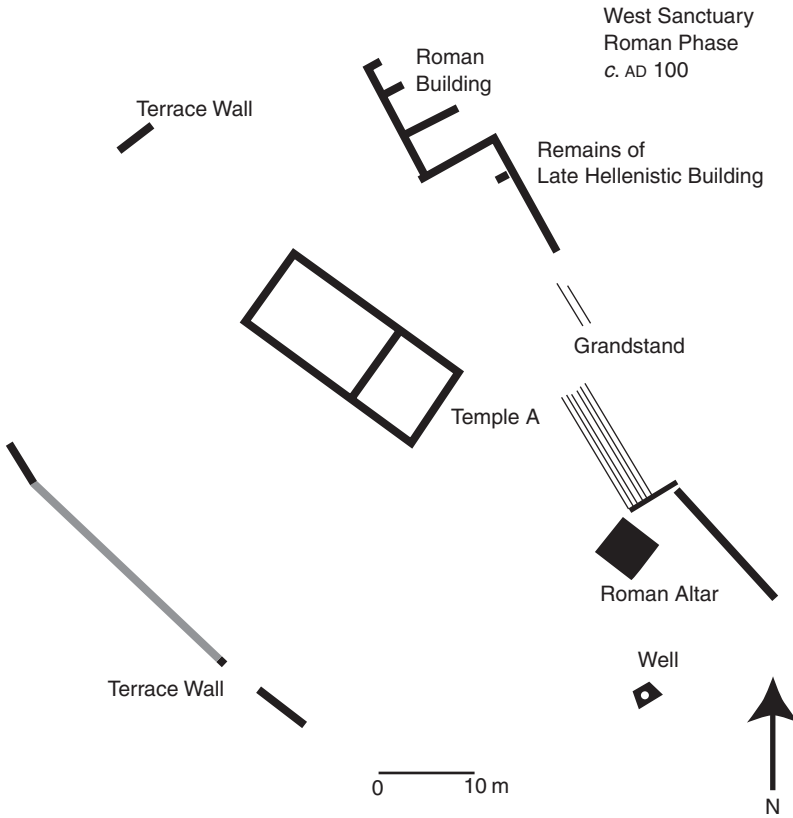 West Sanctuary
Roman Phase
c. AD 100
Roman
Building
Terrace Wall
Remains of
Late Hellenistic Building
Grandstand
Temple A
Roman Altar
Well
Terrace Wall
0 10 m
N